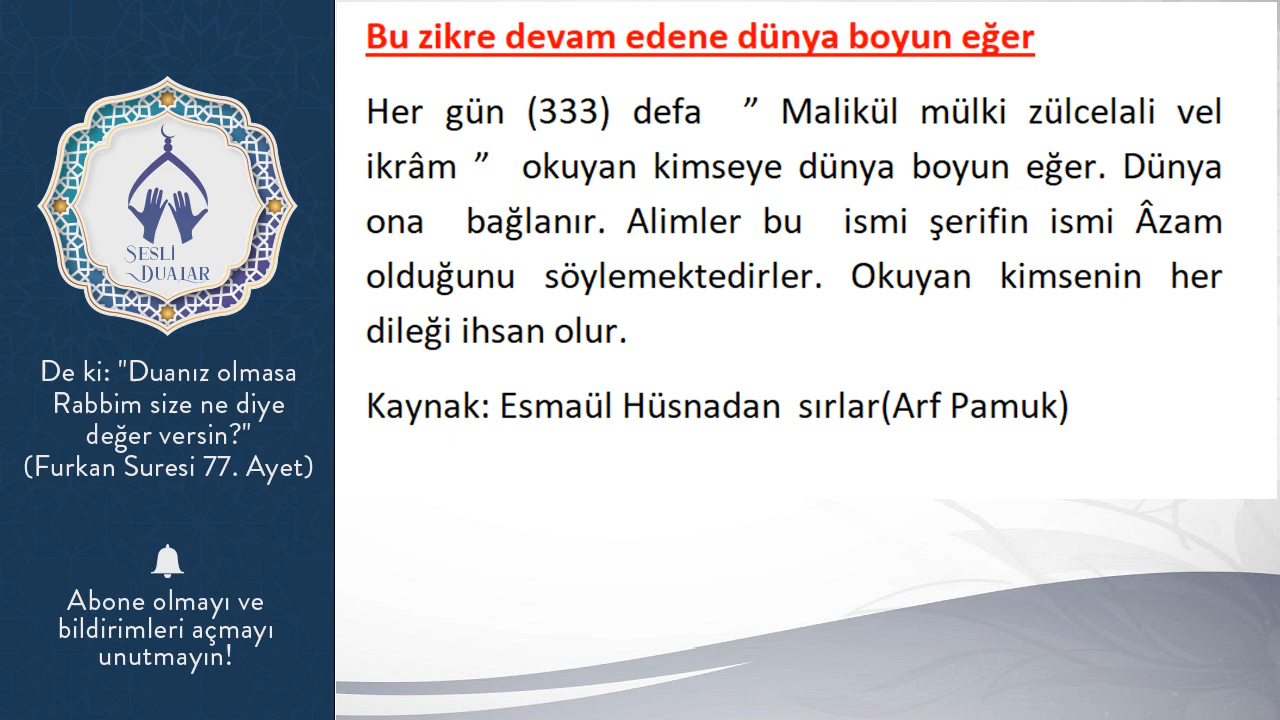 SESLİ
DUALAR
De ki: "Duanız olmasa
Rabbim size ne diye
değer versin?"
(Furkan Suresi 77. Ayet)
Abone olmayı ve
bildirimleri açmayı
unutmayın!
Bu zikre devam edene dünya boyun eğer
Her gün (333) defa ” Malikül mülki zülcelali vel
ikrâm ” okuyan kimseye dünya boyun eğer. Dünya
ona bağlanır. Alimler bu ismi şerifin ismi Âzam
olduğunu söylemektedirler. Okuyan kimsenin her
dileği ihsan olur.
Kaynak: Esmaül Hüsnadan sırlar(Arf Pamuk)